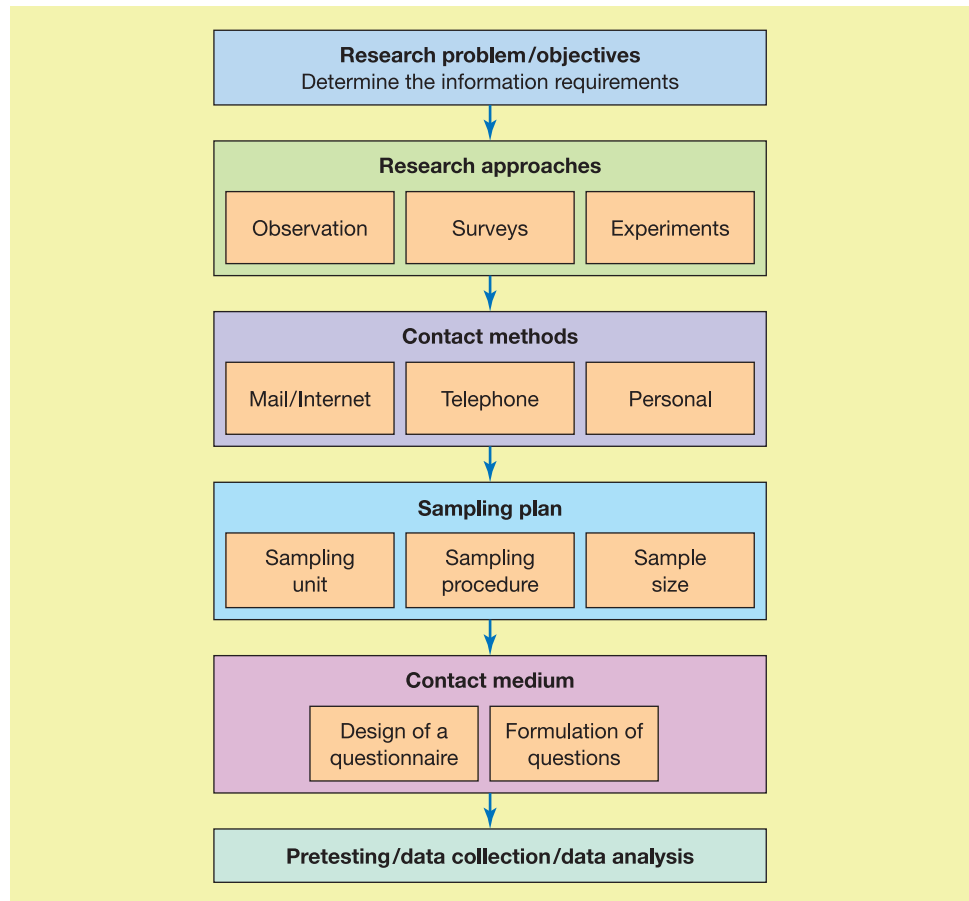 Research problem/objectives
Determine the information requirements
Research approaches
Observation
Surveys
Experiments
Contact methods
Mail/Internet
Telephone
Personal
Sampling plan
Sampling
unit
Sampling
procedure
Sample
size
Contact medium
Design of a
questionnaire
Formulation of
questions
Pretesting/data collection/data analysis